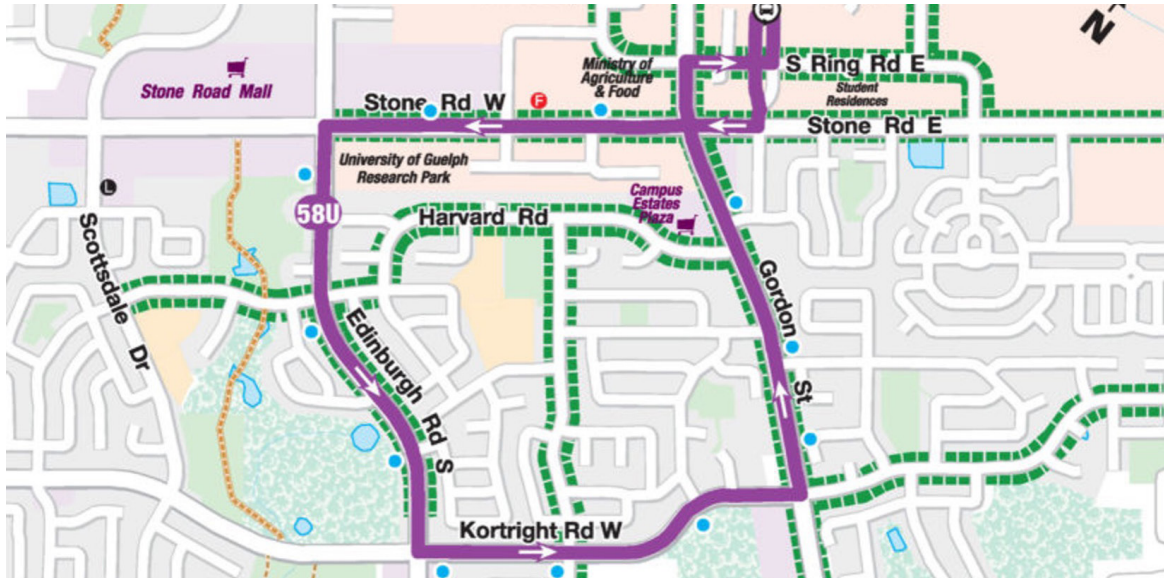 N
S Ring Rd E
Ministry of
Agriculture
& Food
Student
Residences
Stone Road Mall
Stone Rd W
F
Stone Rd E
University of Guelph
Research Park
L
58U
Campus
Estates
Plaza
Harvard Rd
Scottsdale Dr
Gordon St
Edinburgh Rd S
Kortright Rd W